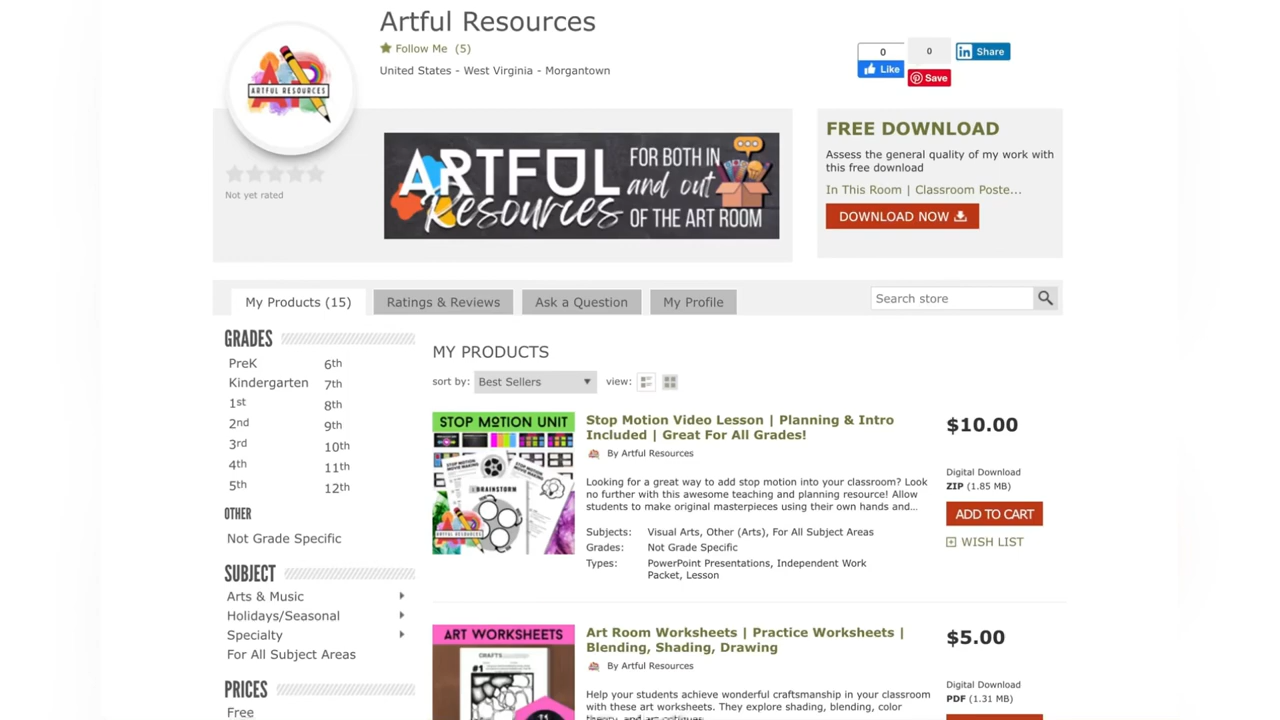 Artful Resources
Follow Me (5)
United States - West Virginia - Morgantown
0
Like
0
Save
Share
ARTFUL RESOURCES
Not yet rated
ARTFUL Resources
FOR BOTH IN
and out
OF THE ART ROOM
FREE DOWNLOAD
Assess the general quality of my work with
this free download
In This Room | Classroom Poste...
DOWNLOAD NOW
My Products (15)
Ratings & Reviews
Ask a Question
My Profile
Search store
GRADES
PreK
Kindergarten
1st
2nd
3rd
4th
5th
6th
7th
8th
9th
10th
11th
12th
OTHER
Not Grade Specific
SUBJECT
Arts & Music
Holidays/Seasonal
Specialty
For All Subject Areas
PRICES
Free
MY PRODUCTS
sort by: Best Sellers view:
STOP MOTION UNIT
BRAINSTORM
Stop Motion Video Lesson | Planning & Intro
Included | Great For All Grades!
By Artful Resources
Looking for a great way to add stop motion into your classroom? Look
no further with this awesome teaching and planning resource! Allow
students to make original masterpieces using their own hands and...
Subjects: Visual Arts, Other (Arts), For All Subject Areas
Grades: Not Grade Specific
Types: PowerPoint Presentations, Independent Work
Packet, Lesson
$10.00
Digital Download
ZIP (1.85 MB)
ADD TO CART
WISH LIST
ART WORKSHEETS
#1
Art Room Worksheets | Practice Worksheets |
Blending, Shading, Drawing
By Artful Resources
Help your students achieve wonderful craftsmanship in your classroom
with these art worksheets. They explore shading, blending, color
theory, and art critiques.
$5.00
Digital Download
PDF (1.31 MB)